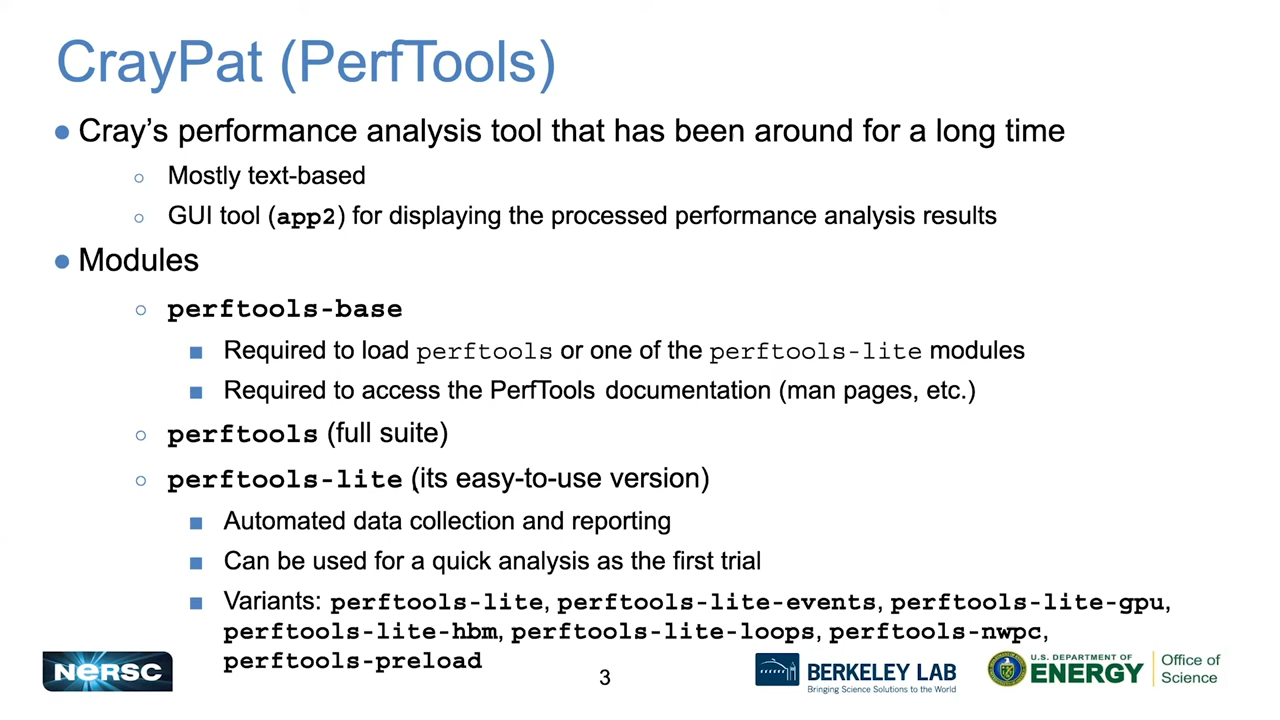 CrayPat (PerfTools)
● Cray's performance analysis tool that has been around for a long time
○ Mostly text-based
○ GUI tool (app2) for displaying the processed performance analysis results
● Modules
○ perftools-base
■ Required to load perftools or one of the perftools-lite modules
■ Required to access the PerfTools documentation (man pages, etc.)
○ perftools (full suite)
○ perftools-lite (its easy-to-use version)
■ Automated data collection and reporting
■ Can be used for a quick analysis as the first trial
■ Variants: perftools-lite, perftools-lite-events, perftools-lite-gpu,
perftools-lite-hbm, perftools-lite-loops, perftools-nwpc,
perftools-preload
NERSC
3
BERKELEY LAB
Bringing Science Solutions to the World
U.S. DEPARTMENT OF
ENERGY
Office of
Science